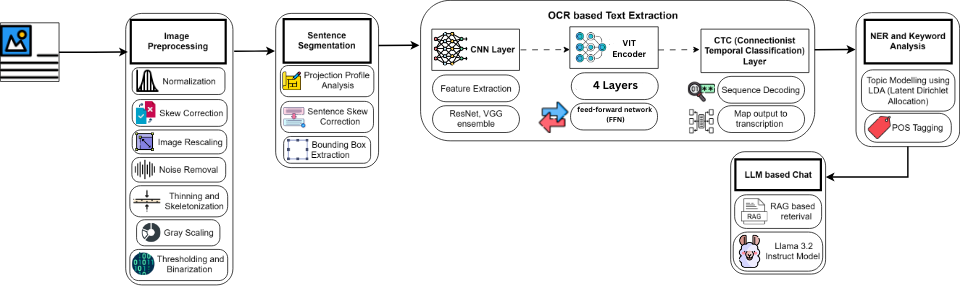 Image
Preprocessing
Normalization
Skew Correction
Image Rescaling
Noise Removal
Thinning and
Skeletonization
Gray Scaling
Thresholding and
Binarization
Sentence
Segmentation
Projection Profile
Analysis
Sentence Skew
Correction
Bounding Box
Extraction
OCR based Text Extraction
CNN Layer
Feature Extraction
ResNet, VGG
ensemble
VIT
Encoder
4 Layers
feed-forward network
(FFN)
CTC (Connectionist
Temporal Classification)
Layer
Sequence Decoding
Map output to
transcription
NER and Keyword
Analysis
Topic Modelling using
LDA (Latent Dirichlet
Allocation)
POS Tagging
LLM based Chat
RAG
RAG based
reterival
Llama 3.2
Instruct Model